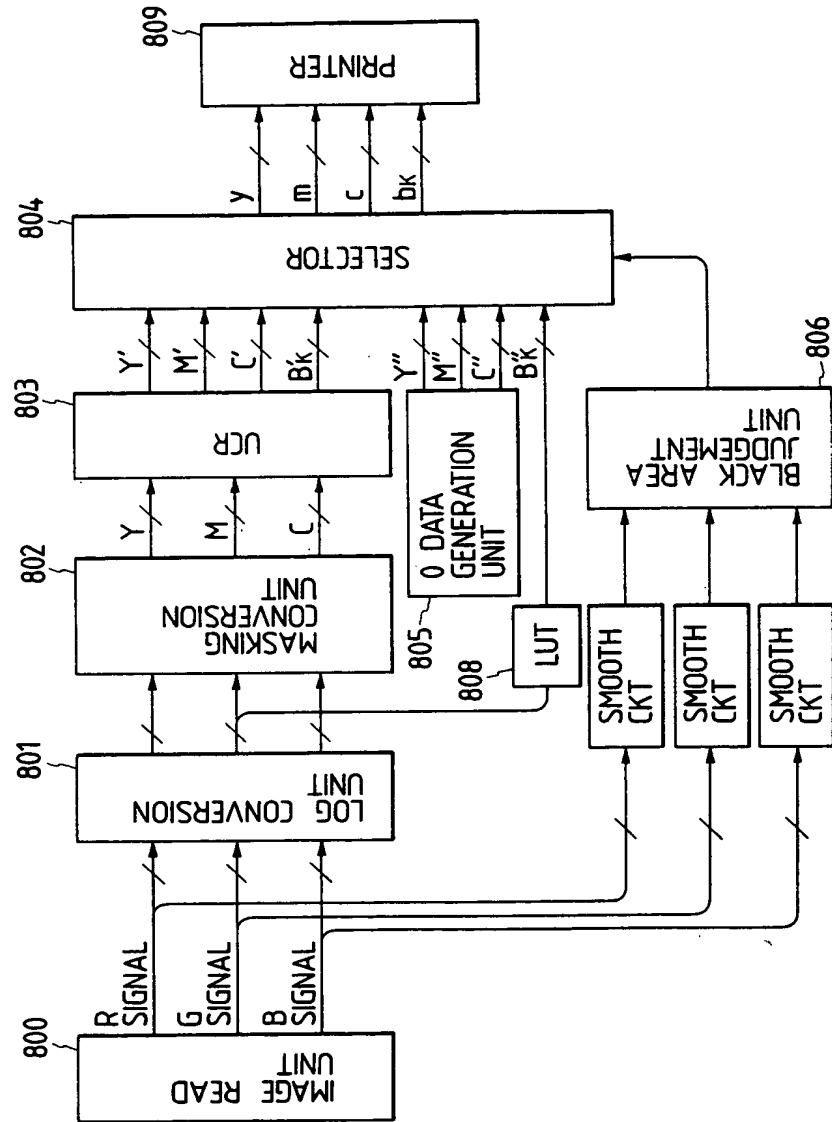 800
IMAGE READ
UNIT
R
SIGNAL
G
SIGNAL
B
SIGNAL
801
LOG CONVERSION
UNIT
802
MASKING
CONVERSION
UNIT
Y
M
C
803
UCR
Y'
M'
C'
B'K
804
SELECTOR
y
m
c
bK
809
PRINTER
805
0 DATA
GENERATION
UNIT
Y"
M"
C"
B"K
808
LUT
SMOOTH
CKT
SMOOTH
CKT
SMOOTH
CKT
806
BLACK AREA
JUDGEMENT
UNIT